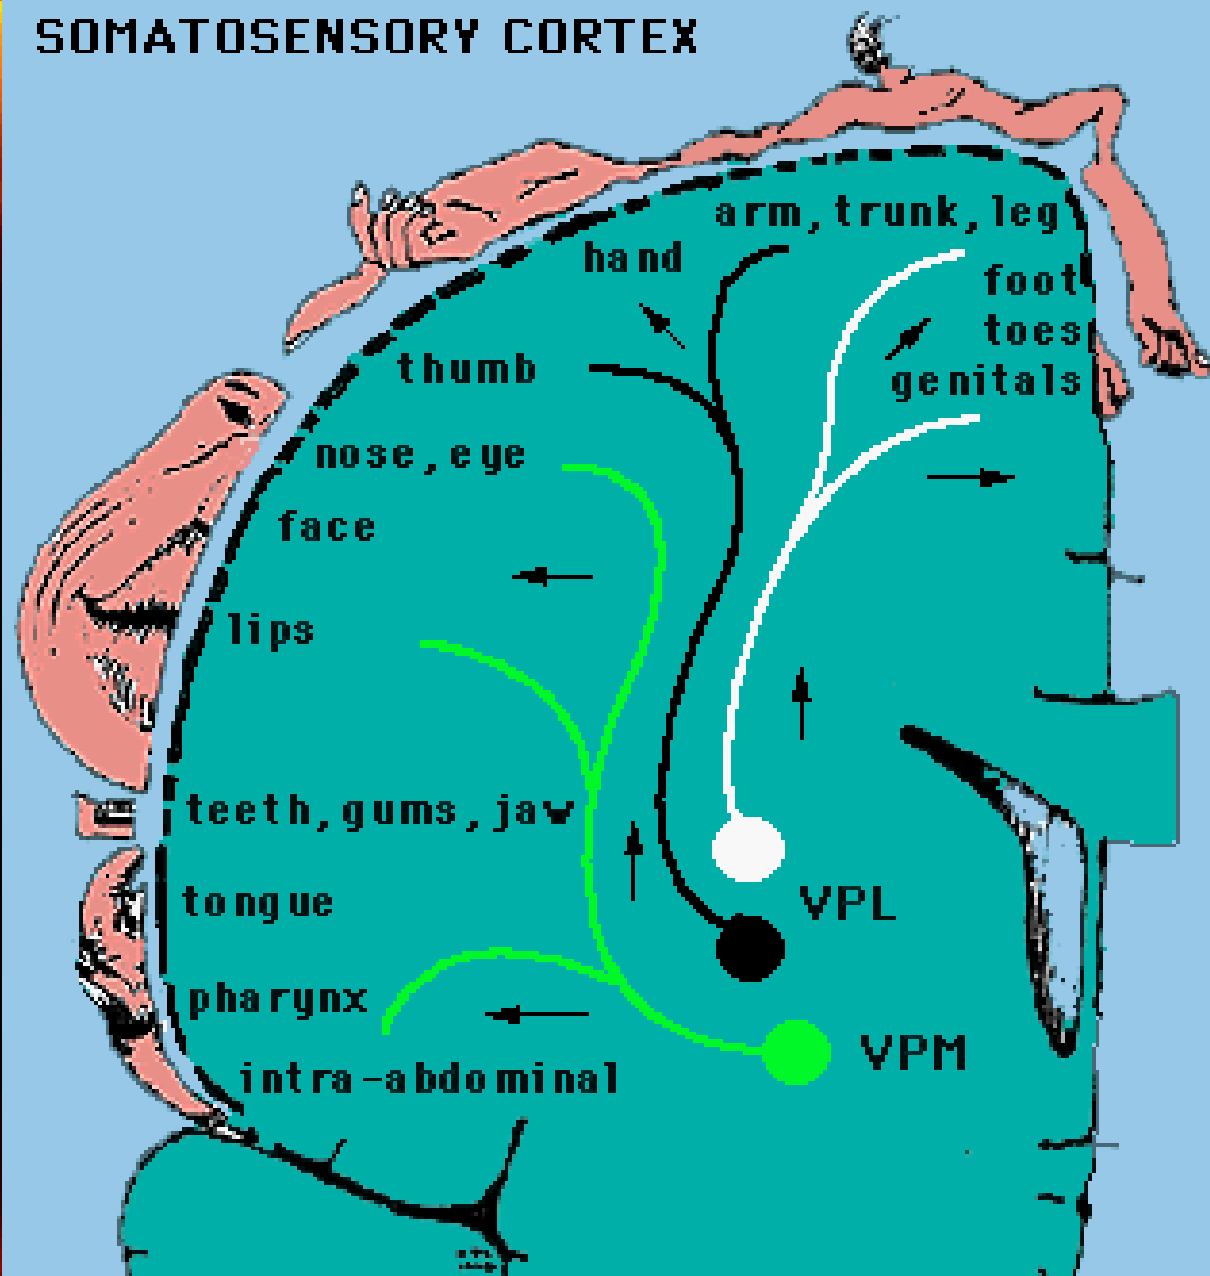 SOMATOSENSORY CORTEX
arm, trunk, leg
hand
foot
toes
thumb
genitals
nose, eye
face
lips
teeth, gums, jaw
tongue
VPL
pharynx
VPM
intra-abdominal